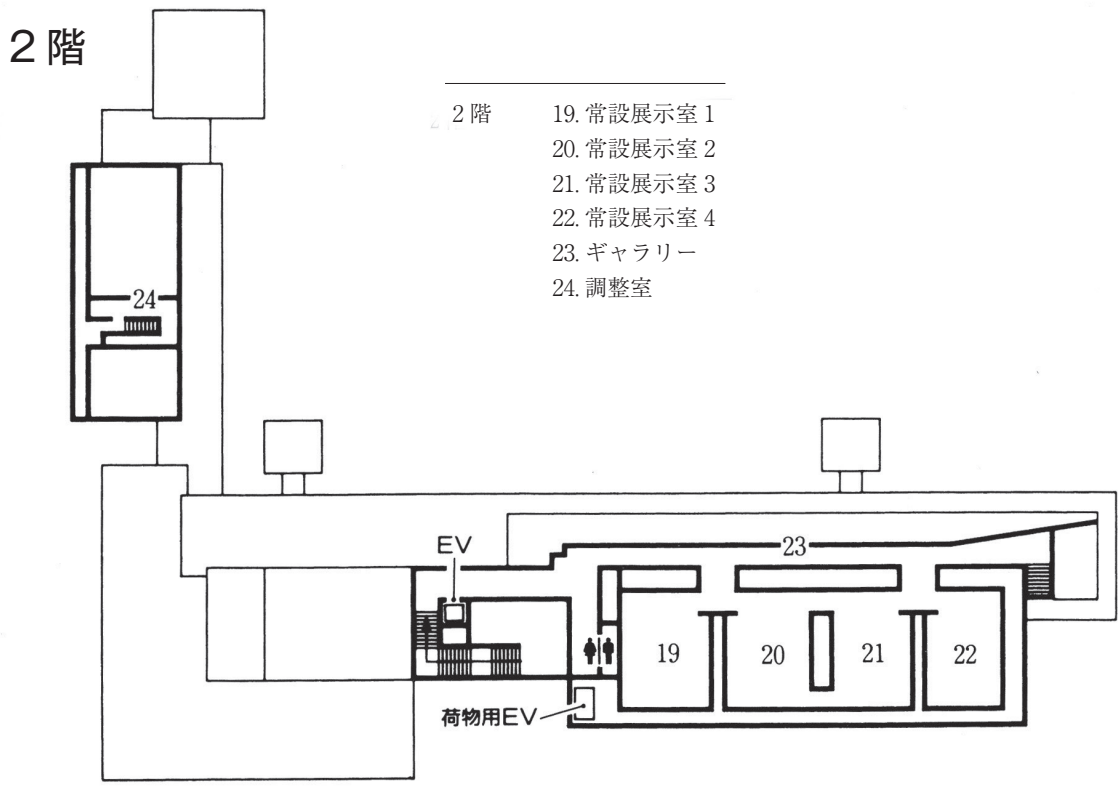 2階
2階 19. 常設展示室 1
20. 常設展示室 2
21. 常設展示室 3
22. 常設展示室 4
23. ギャラリー
24. 調整室
24
EV
23
19
20
21
22
荷物用EV